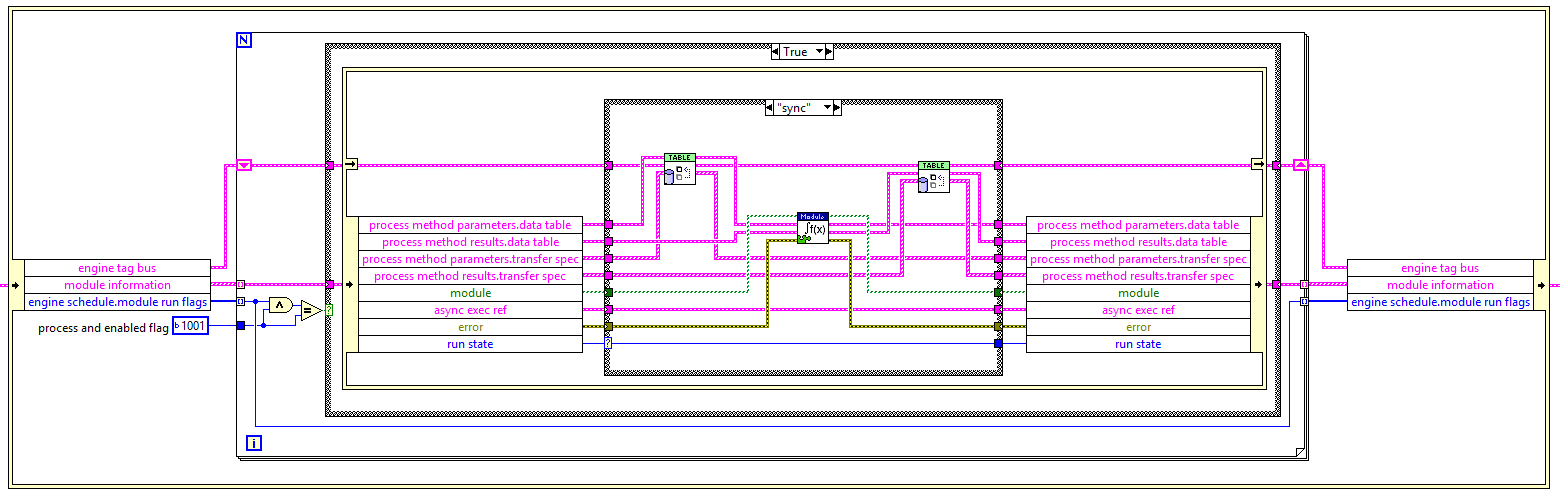 N
True
"sync"
TABLE
TABLE
Module
∫f(x)
process method parameters.data table
process method results.data table
process method parameters.transfer spec
process method results.transfer spec
module
async exec ref
error
run state
process method parameters.data table
process method results.data table
process method parameters.transfer spec
process method results.transfer spec
module
async exec ref
error
run state
engine tag bus
module information
engine schedule.module run flags
process and enabled flag
b 1001
∧
=
?
?
i
engine tag bus
module information
engine schedule.module run flags